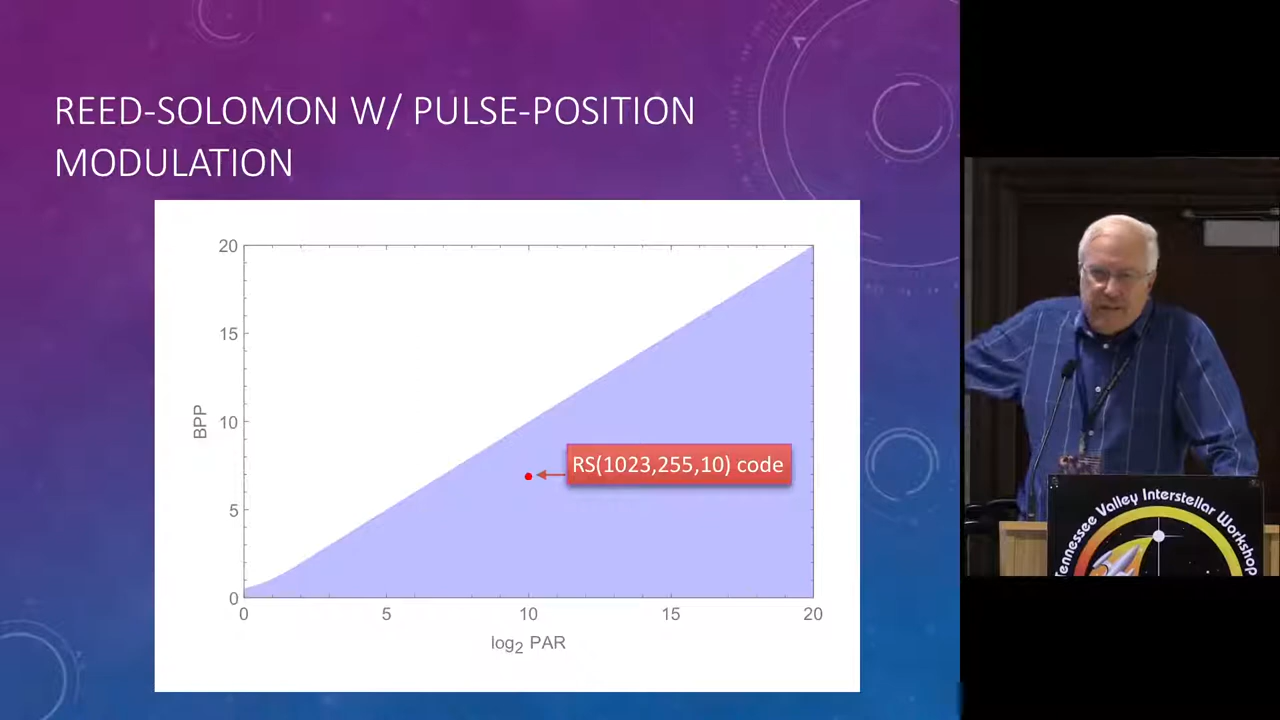 REED-SOLOMON W/ PULSE-POSITION
MODULATION
20
15
BPP
10
RS(1023,255,10) code
5
0
0 5 10 15 20
log₂ PAR
Tennessee Valley Interstellar Workshop